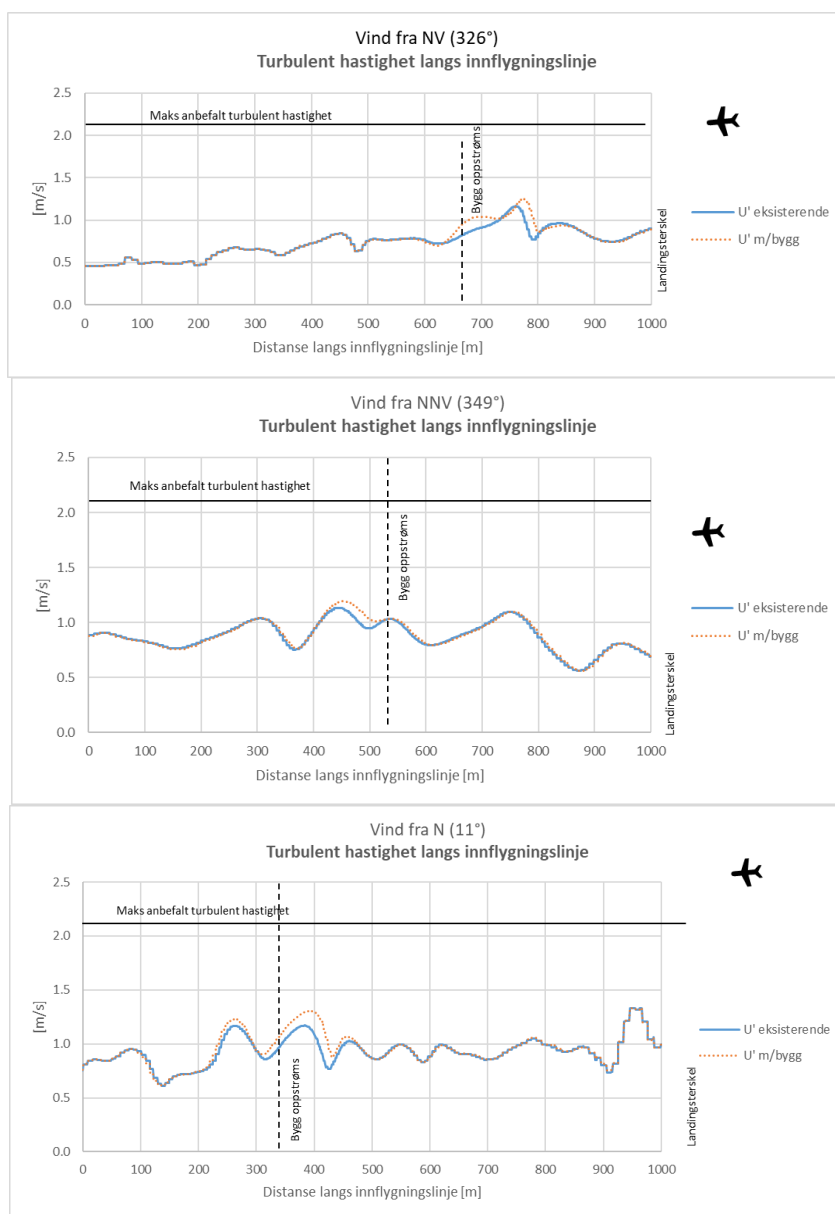 Vind fra NV (326°)
Turbulent hastighet langs innflygningslinje
2.5
Maks anbefalt turbulent hastighet
2.0
Bygg oppstrøms
1.5
[m/s]
1.0
U' eksisterende
U' m/bygg
0.5
Landingsterskel
0.0
0 100 200 300 400 500 600 700 800 900 1000
Distanse langs innflygningslinje [m]
Vind fra NNV (349°)
Turbulent hastighet langs innflygningslinje
2.5
Maks anbefalt turbulent hastighet
2.0
Bygg oppstrøms
1.5
[m/s]
1.0
U' eksisterende
U' m/bygg
0.5
Landingsterskel
0.0
0 100 200 300 400 500 600 700 800 900 1000
Distanse langs innflygningslinje [m]
Vind fra N (11°)
Turbulent hastighet langs innflygningslinje
2.5
Maks anbefalt turbulent hastighet
2.0
1.5
[m/s]
1.0
U' eksisterende
U' m/bygg
Bygg oppstrøms
0.5
Landingsterskel
0.0
0 100 200 300 400 500 600 700 800 900 1000
Distanse langs innflygningslinje [m]